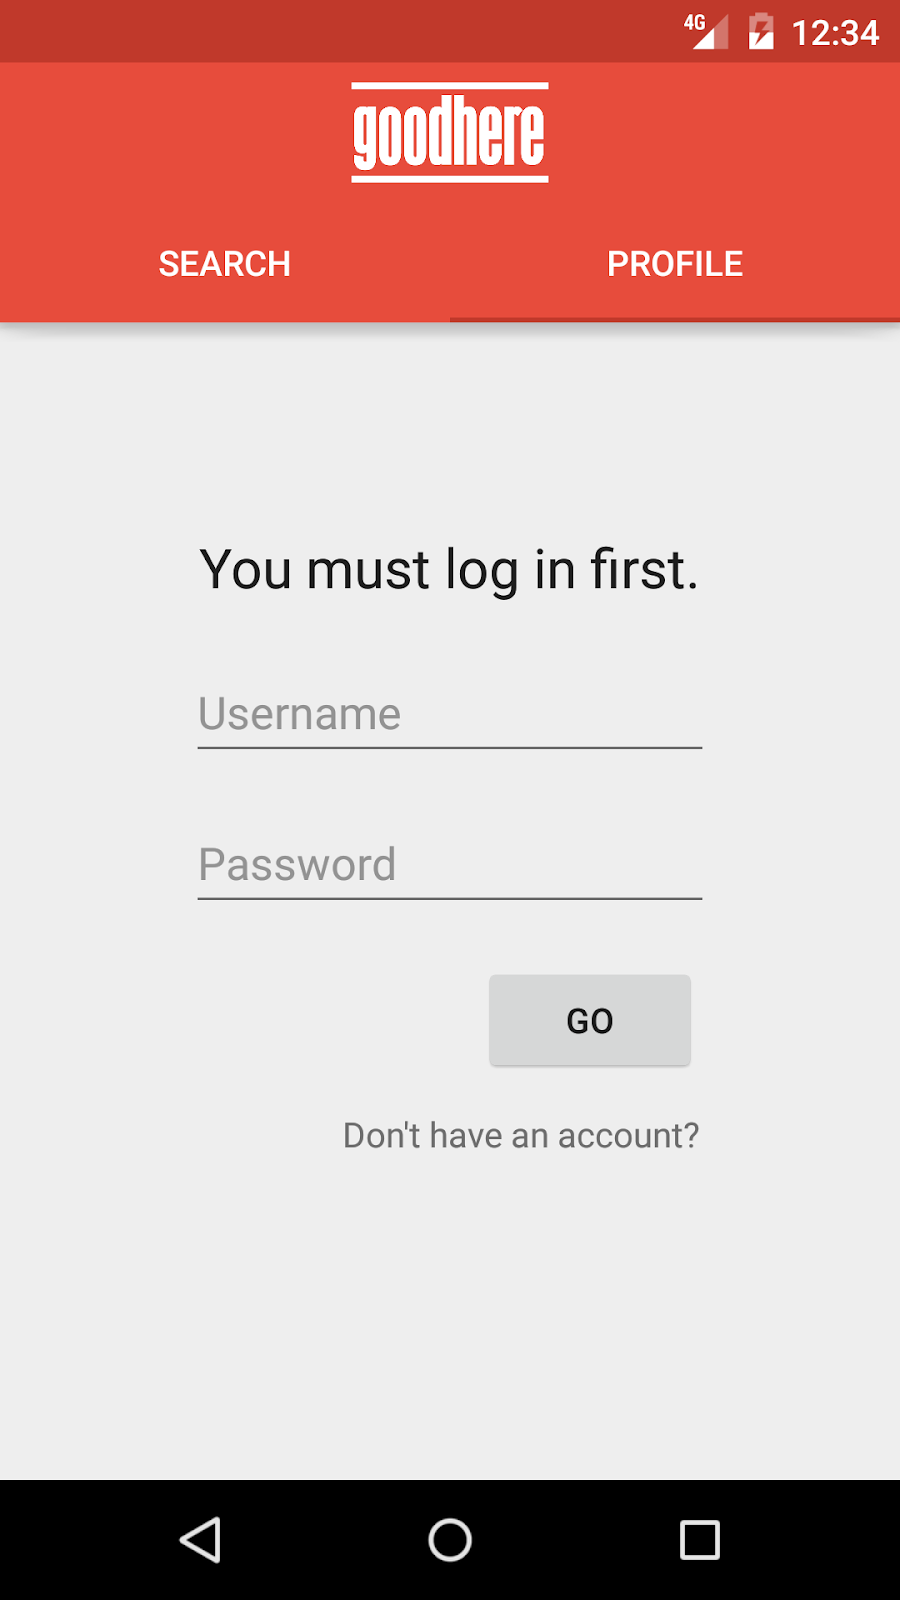 4G 12:34
goodhere
SEARCH PROFILE
You must log in first.
Username
Password
GO
Don't have an account?